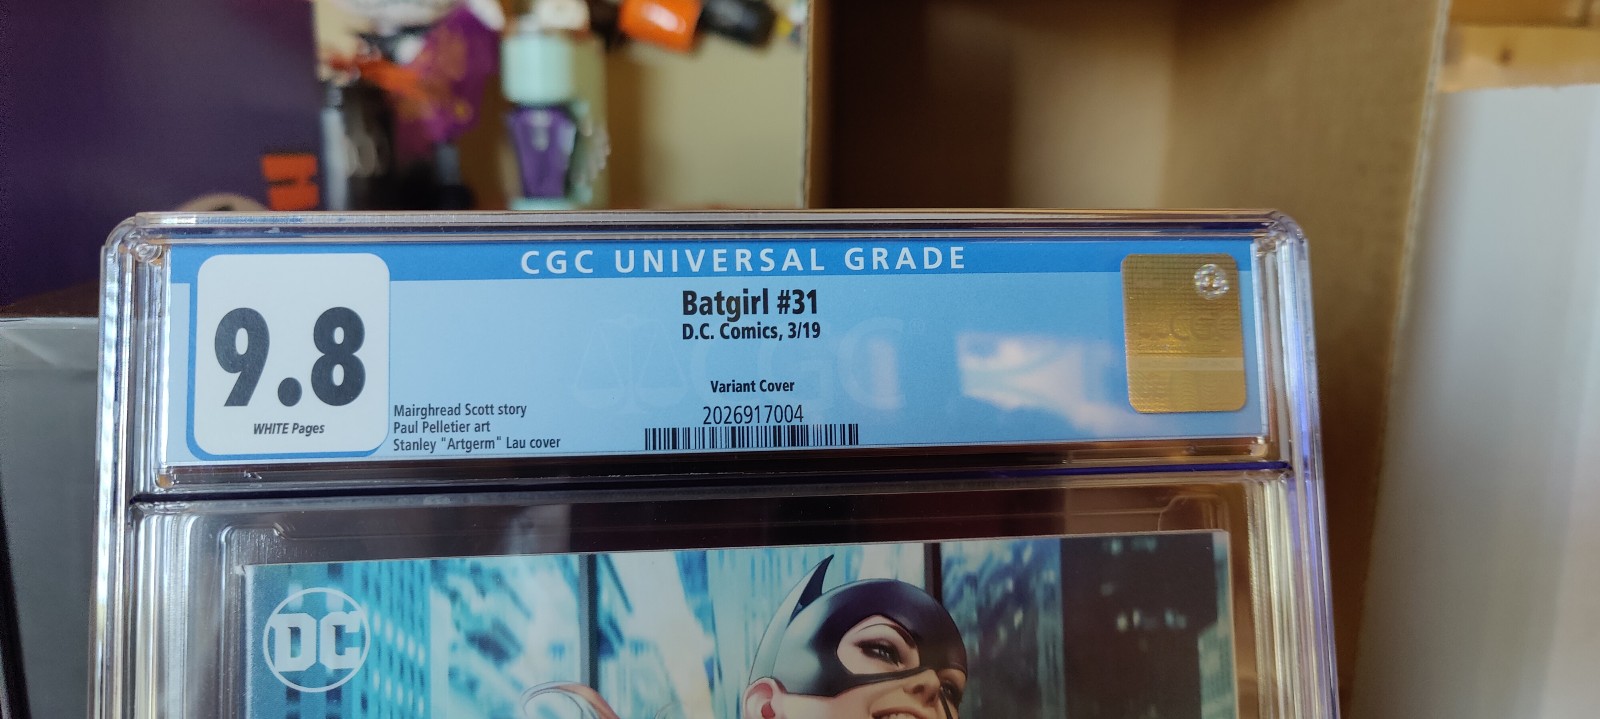 CGC UNIVERSAL GRADE
9.8
WHITE Pages
Batgirl #31
D.C. Comics, 3/19
Variant Cover
2026917004
Mairghread Scott story
Paul Pelletier art
Stanley "Artgerm" Lau cover
CGC
DC